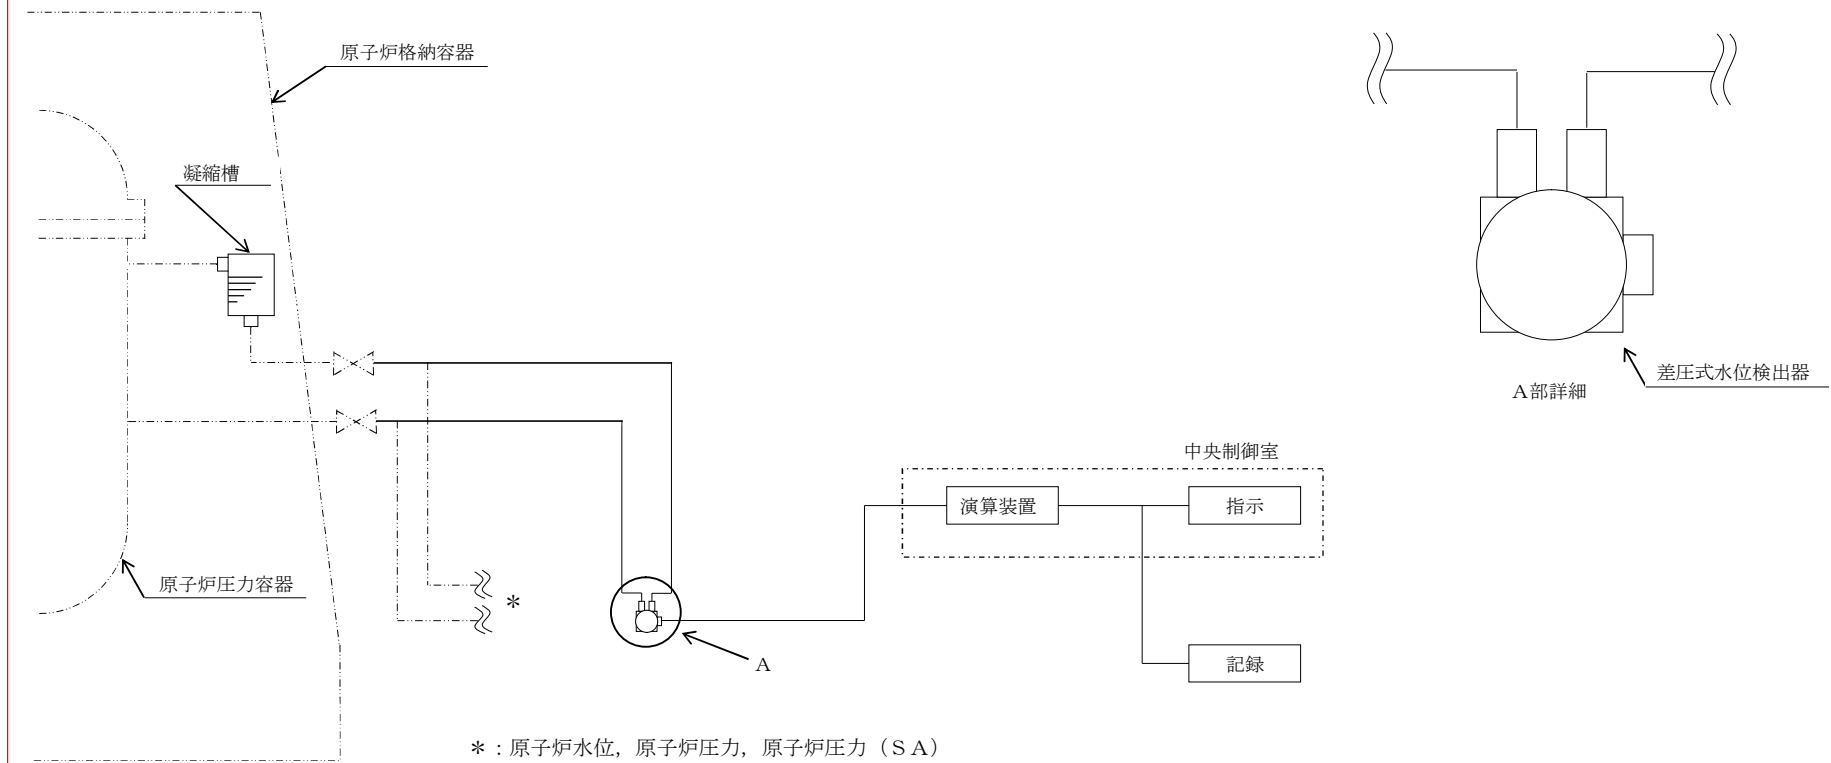 原子炉格納容器
凝縮槽
差圧式水位検出器
A部詳細
中央制御室
演算装置
指示
原子炉圧力容器
*
A
記録
*:原子炉水位,原子炉圧力,原子炉圧力(SA)